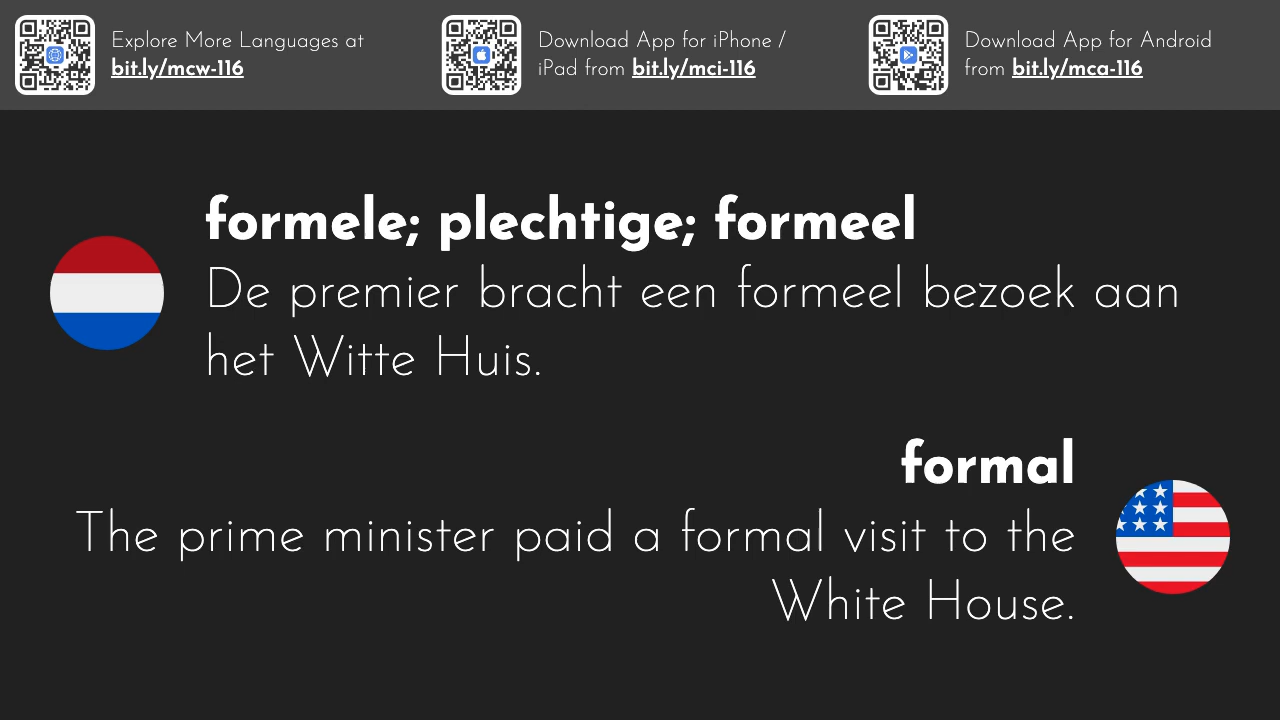 Explore More Languages at
bit.ly/mcw-116
Download App for iPhone /
iPad from bit.ly/mci-116
Download App for Android
from bit.ly/mca-116
formele; plechtige; formeel
De premier bracht een formeel bezoek aan
het Witte Huis.
formal
The prime minister paid a formal visit to the
White House.